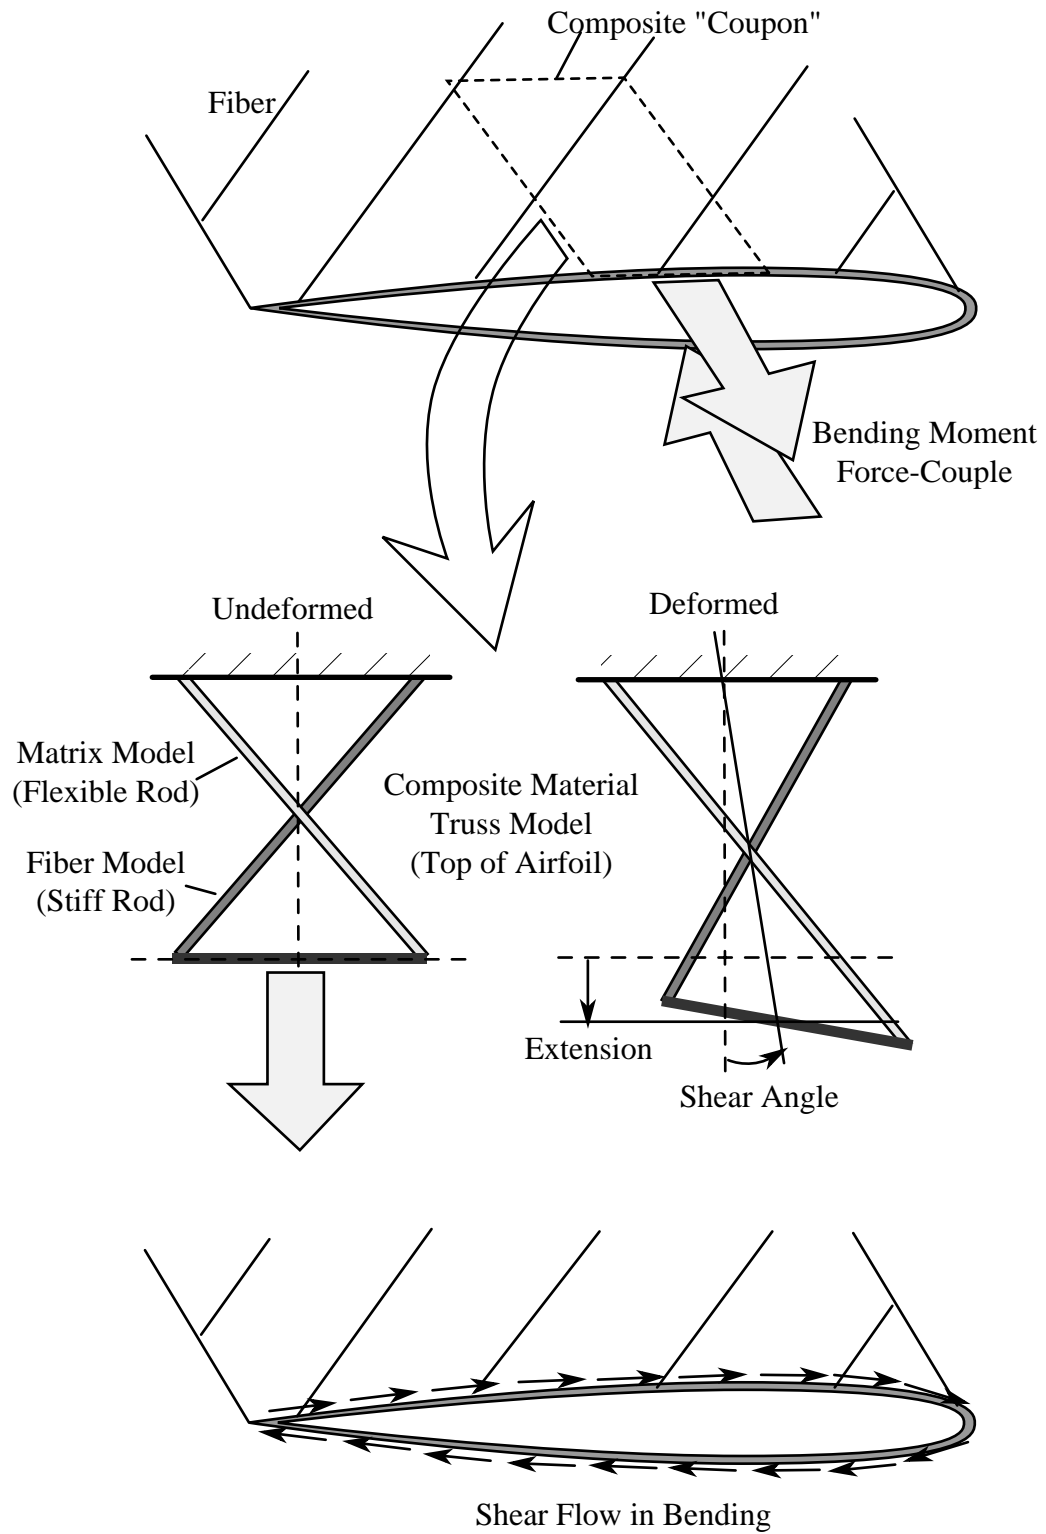 Composite "Coupon"
Fiber
Bending Moment
Force-Couple
Undeformed
Deformed
Matrix Model
(Flexible Rod)
Composite Material
Truss Model
(Top of Airfoil)
Fiber Model
(Stiff Rod)
Extension
Shear Angle
Shear Flow in Bending